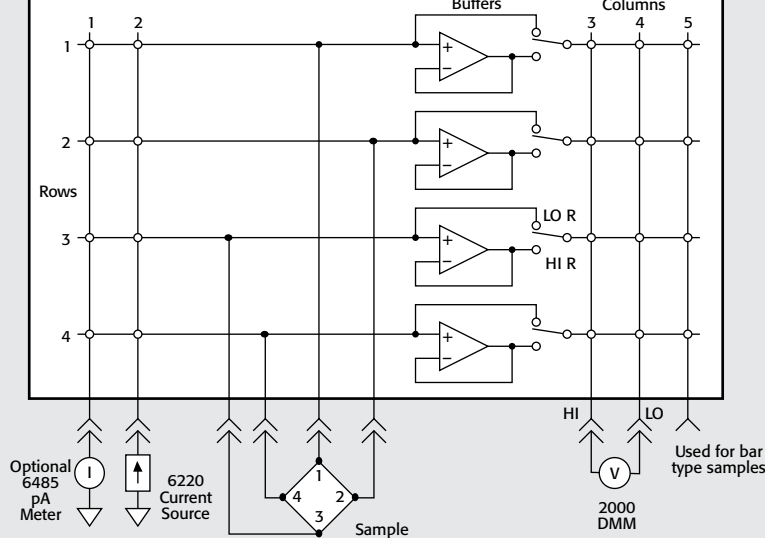 Buffers
Columns
1 2 3 4 5
1
+
−
2
+
−
Rows
LO R
3
+
−
HI R
4
+
−
HI LO
Optional
6485
pA
Meter
I
6220
Current
Source
1
4 2
3
Sample
V
2000
DMM
Used for bar
type samples